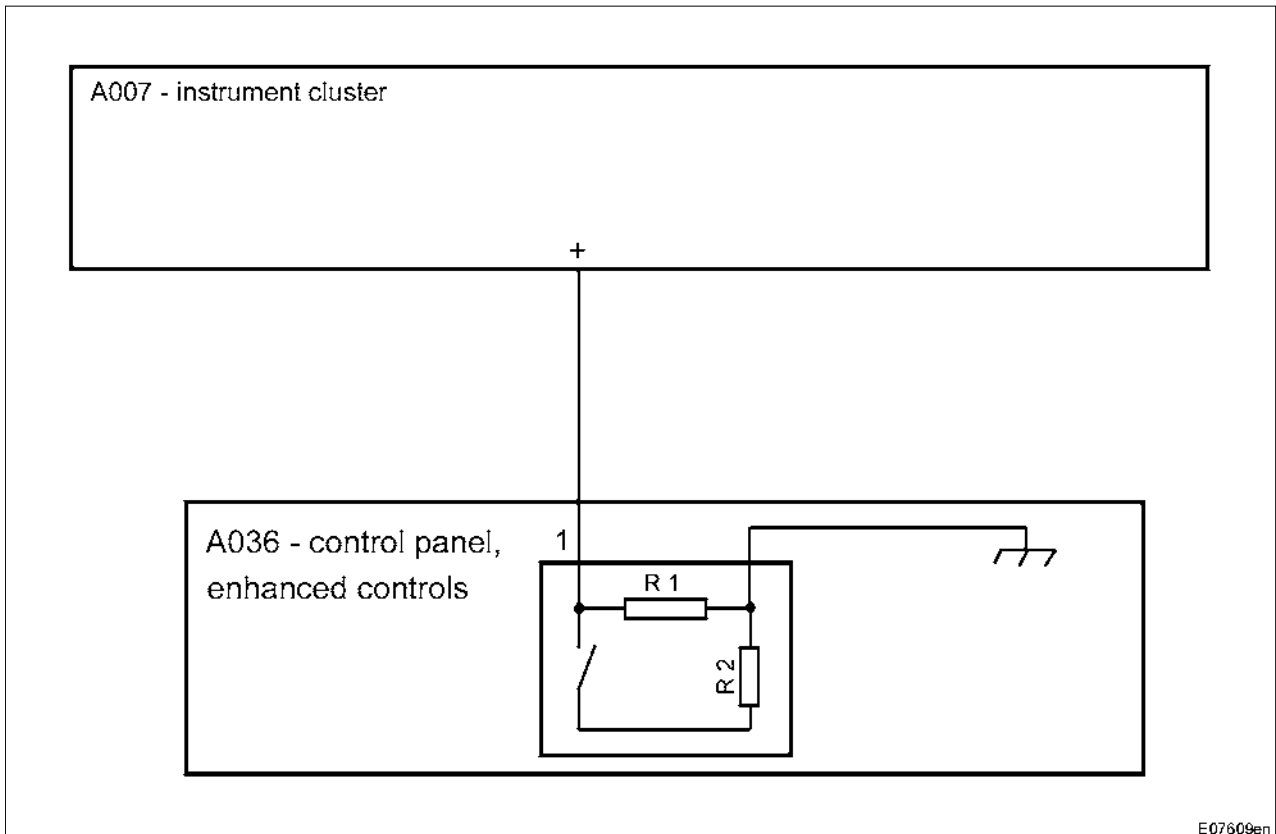 A007 - instrument cluster
+
A036 - control panel,
enhanced controls
1
R 1
R 2
E07609en